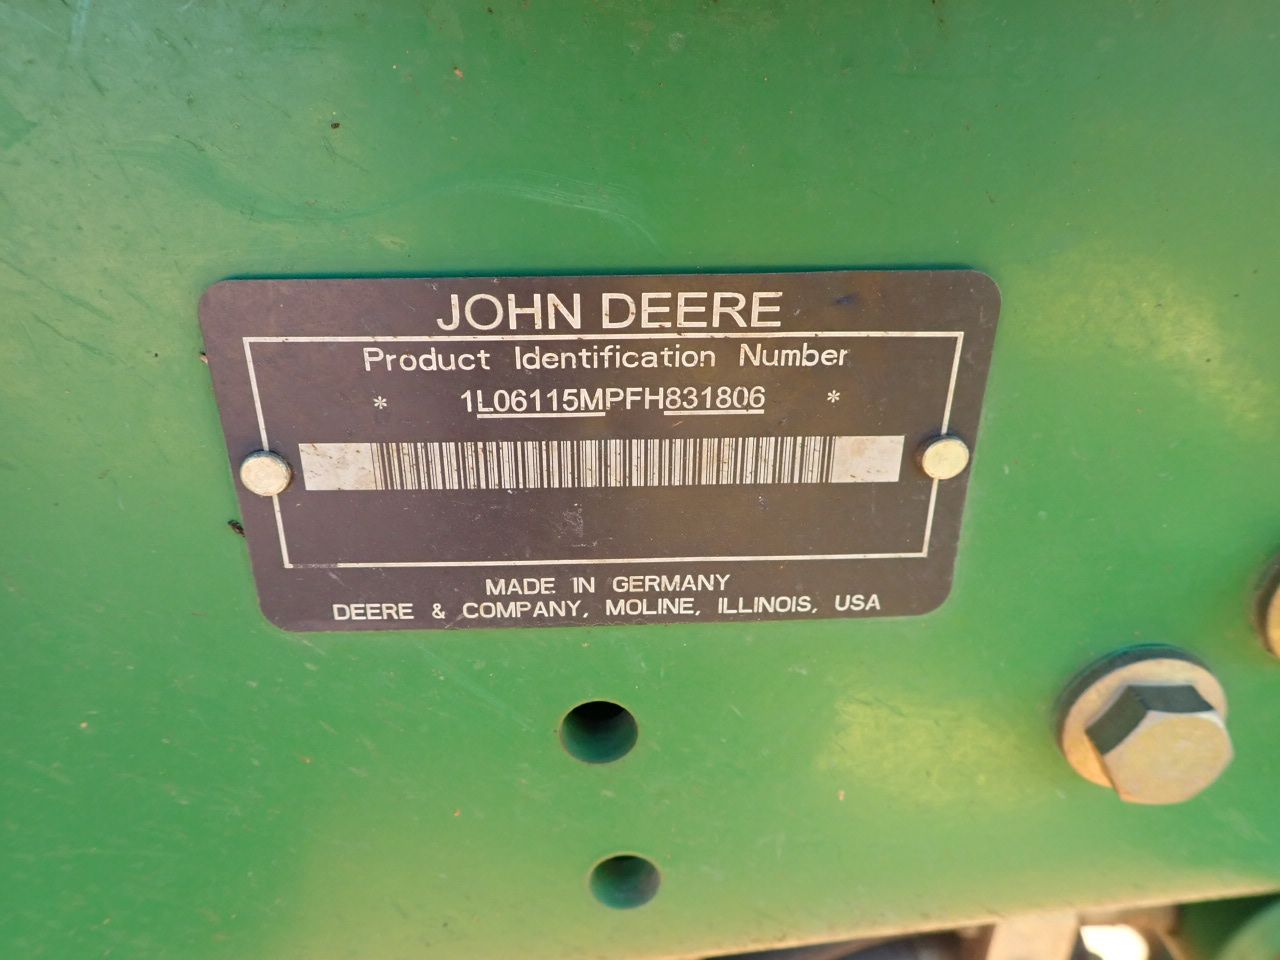 JOHN DEERE
Product Identification Number
* 1L06115MPFH831806 *
MADE IN GERMANY
DEERE & COMPANY, MOLINE, ILLINOIS, USA